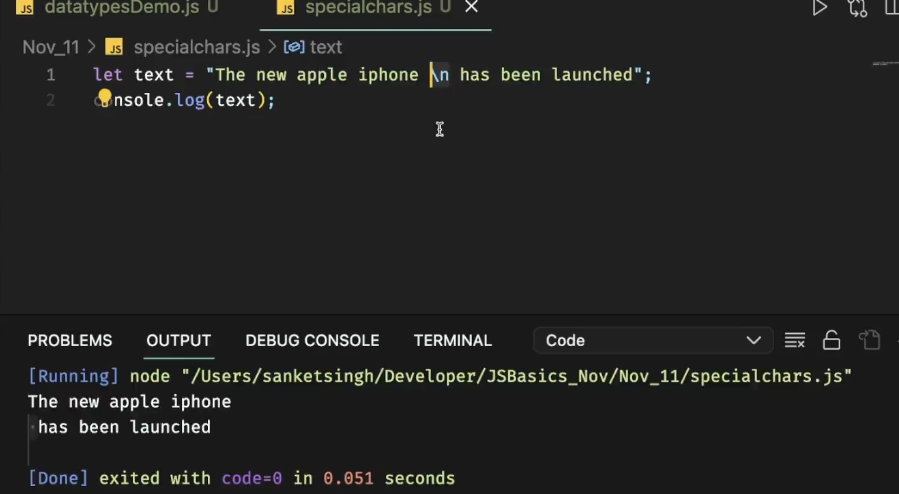 JS datatypesDemo.js U JS specialchars.js U
Nov_11 > JS specialchars.js > text
1 let text = "The new apple iphone \n has been launched";
2 nsole.log(text);
PROBLEMS OUTPUT DEBUG CONSOLE TERMINAL Code
[Running] node "/Users/sanketsingh/Developer/JSBasics_Nov/Nov_11/specialchars.js"
The new apple iphone
has been launched
[Done] exited with code=0 in 0.051 seconds